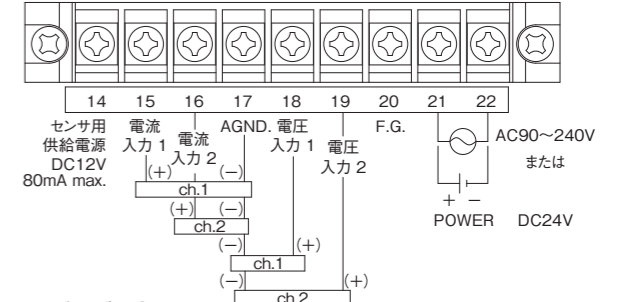 14 15 16 17 18 19 20 21 22
センサ用
供給電源
DC12V
80mA max.
電流
入力 1
電流
入力 2
AGND.
電圧
入力 1
電圧
入力 2
F.G.
AC90〜240V
または
＋ −
POWER DC24V
(＋) (−)
ch.1
(＋) (−)
ch.2
(−) (＋)
ch.1
(−) (＋)
ch.2